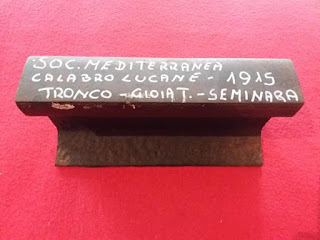 SOC. MEDITERRANEA
CALABRO LUCANE - 1915
TRONCO - GIOIA T. - SEMINARA